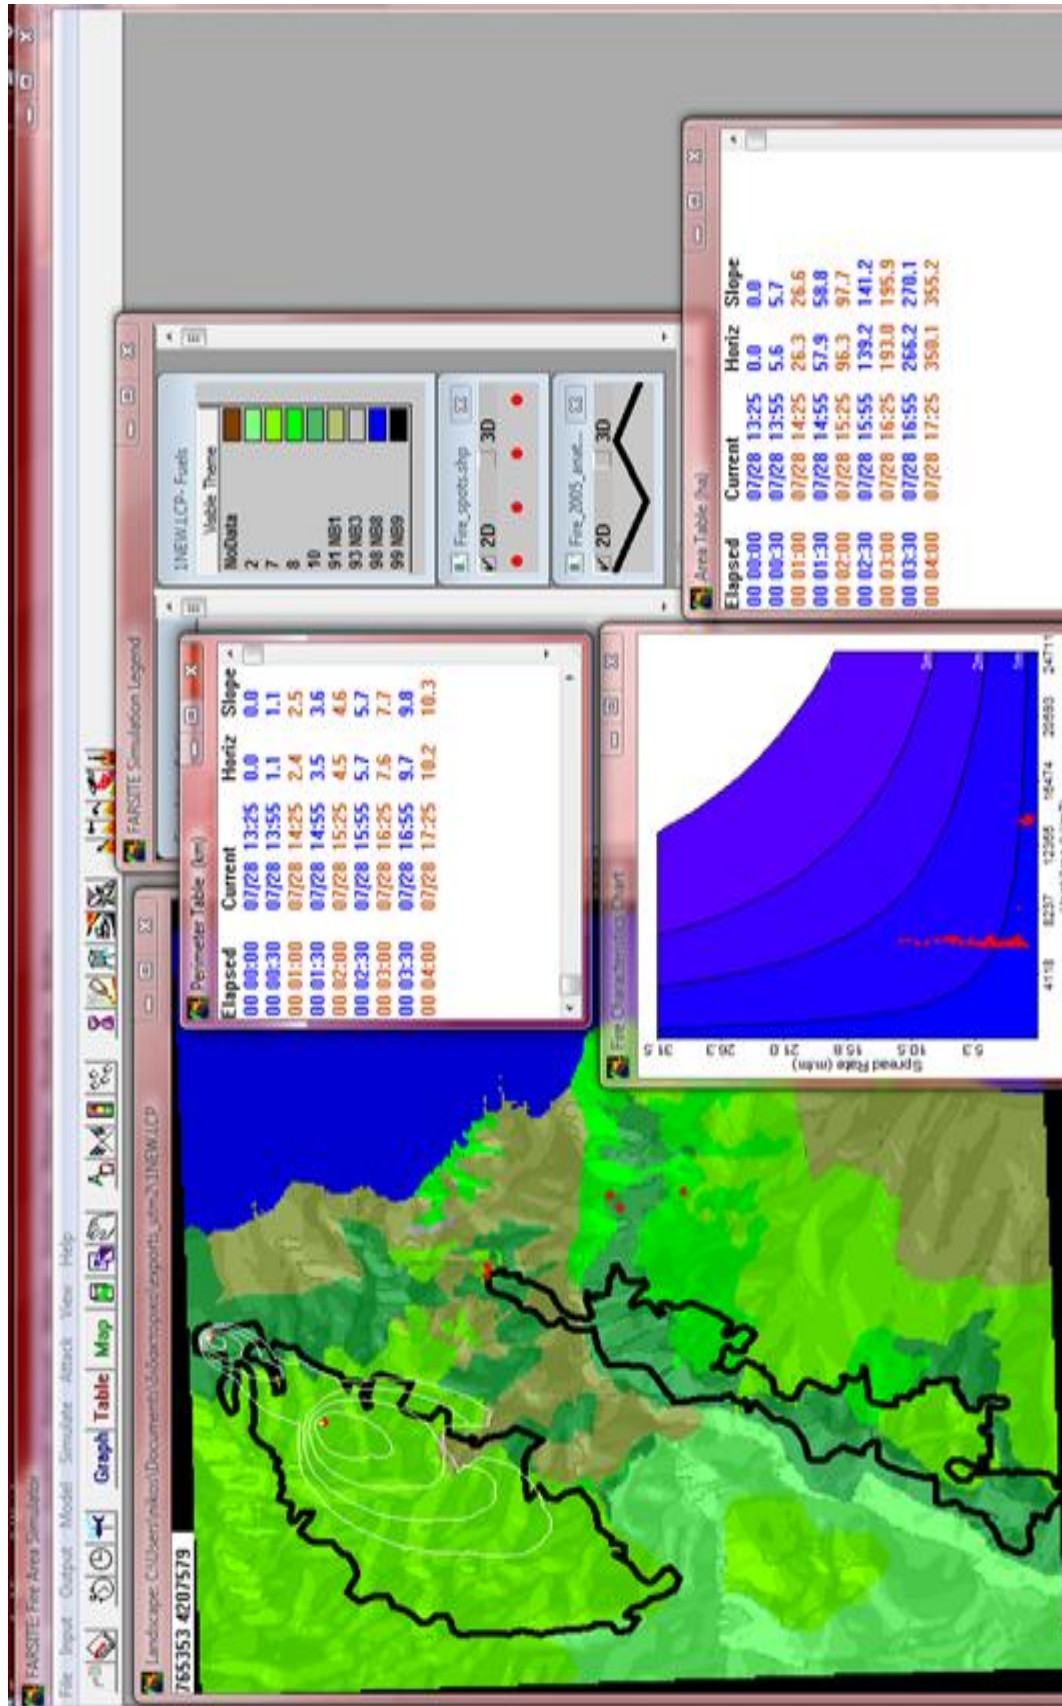 FARSITE: Fire Area Simulator
File Input Output Model Simulate Attack View Help
Graph Table Map
765353 4207579
Perimeter Table (km)
Elapsed Current Horiz Slope
00 00:00 07/28 13:25 0.0 0.0
00 00:30 07/28 13:55 1.1 1.1
00 01:00 07/28 14:25 2.4 2.5
00 01:30 07/28 14:55 3.5 3.6
00 02:00 07/28 15:25 4.5 4.6
00 02:30 07/28 15:55 5.7 5.7
00 03:00 07/28 16:25 7.6 7.7
00 03:30 07/28 16:55 9.7 9.8
00 04:00 07/28 17:25 10.2 10.3
FARSITE Simulation Legend
1NEW.LCP- Fuels
Visible Theme
NoData
2
7
8
10
91 NB1
93 NB3
98 NB8
99 NB9
Fire_spots.shp
2D 3D
Fire_2005_anat...
2D 3D
Fire Characteristics Chart
Spread Rate (m/m)
31.5
26.3
21.0
15.8
10.5
5.3
4118 8237 12355 16474 20593 24711
Area Table (ha)
Elapsed Current Horiz Slope
00 00:00 07/28 13:25 0.0 0.0
00 00:30 07/28 13:55 5.6 5.7
00 01:00 07/28 14:25 26.3 26.6
00 01:30 07/28 14:55 57.9 58.8
00 02:00 07/28 15:25 96.3 97.7
00 02:30 07/28 15:55 139.2 141.2
00 03:00 07/28 16:25 193.0 195.9
00 03:30 07/28 16:55 266.2 270.1
00 04:00 07/28 17:25 350.1 355.2